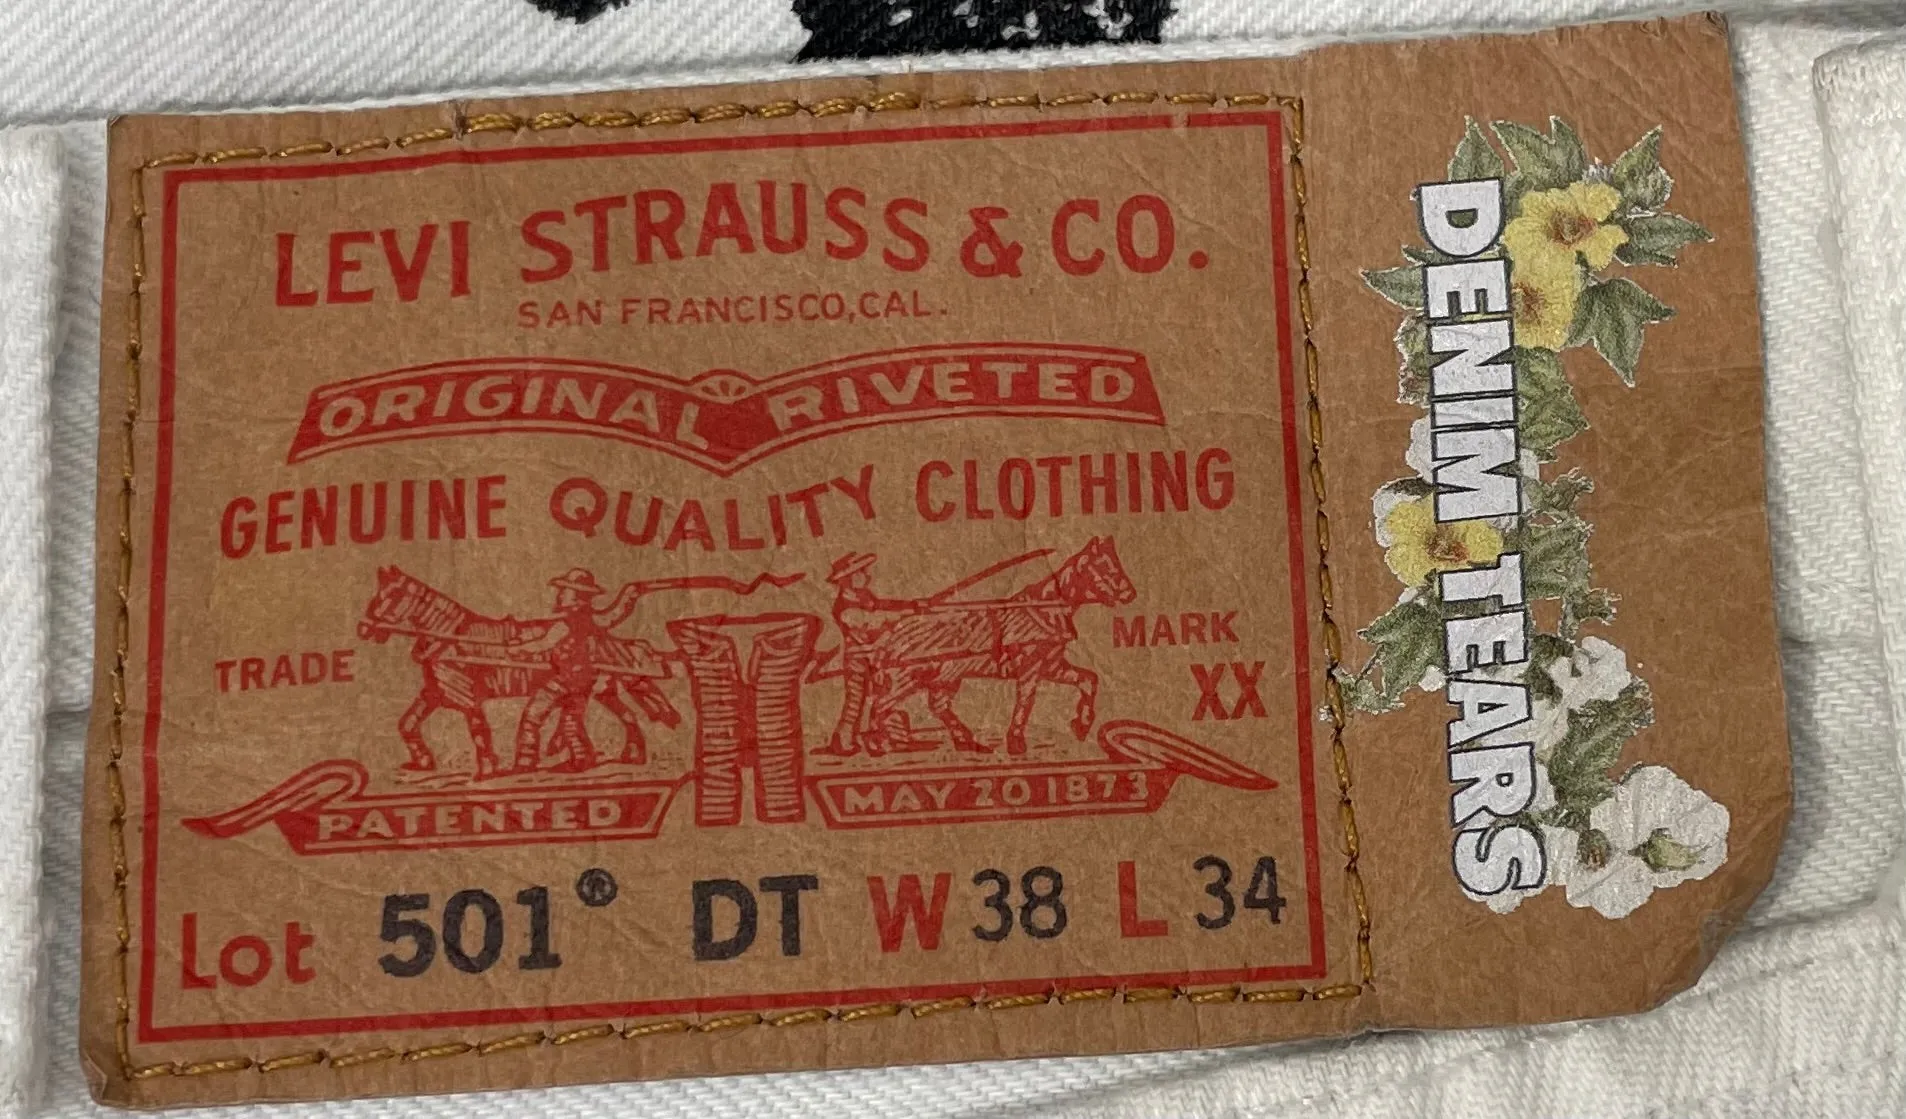 LEVI STRAUSS & CO.
SAN FRANCISCO, CAL.
ORIGINAL RIVETED
GENUINE QUALITY CLOTHING
TRADE MARK
XX
PATENTED MAY 20 1873
Lot 501® DT W 38 L 34
DENIM TEARS